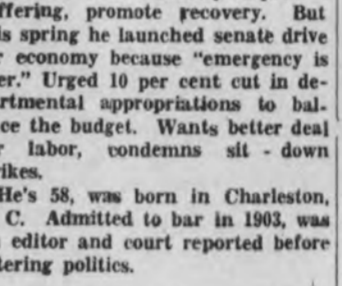 ffering, promote recovery. But
is spring he launched senate drive
r economy because "emergency is
er." Urged 10 per cent cut in de-
rtmental appropriations to bal-
ce the budget. Wants better deal
r labor, condemns sit - down
ikes.
He's 58, was born in Charleston,
C. Admitted to bar in 1903, was
editor and court reported before
tering politics.